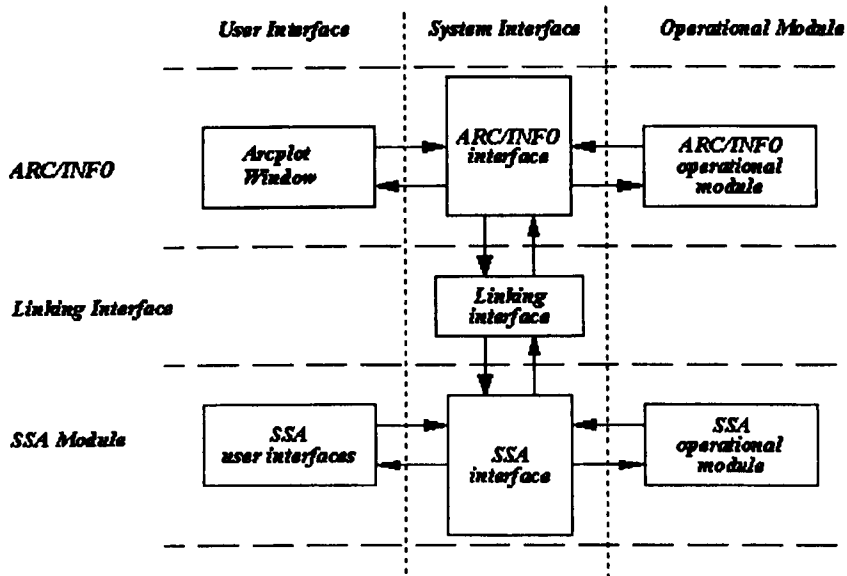 User Interface
System Interface
Operational Module
ARC/INFO
Arcplot
Window
ARC/INFO
interface
ARC/INFO
operational
module
Linking Interface
Linking
interface
SSA Module
SSA
user interfaces
SSA
interface
SSA
operational
module